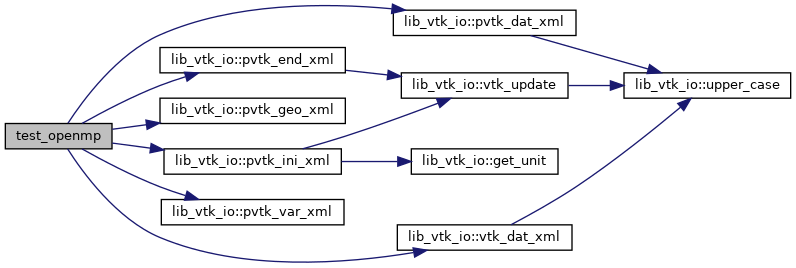 lib_vtk_io::pvtk_dat_xml
lib_vtk_io::pvtk_end_xml
lib_vtk_io::vtk_update
lib_vtk_io::upper_case
lib_vtk_io::pvtk_geo_xml
test_openmp
lib_vtk_io::pvtk_ini_xml
lib_vtk_io::get_unit
lib_vtk_io::pvtk_var_xml
lib_vtk_io::vtk_dat_xml